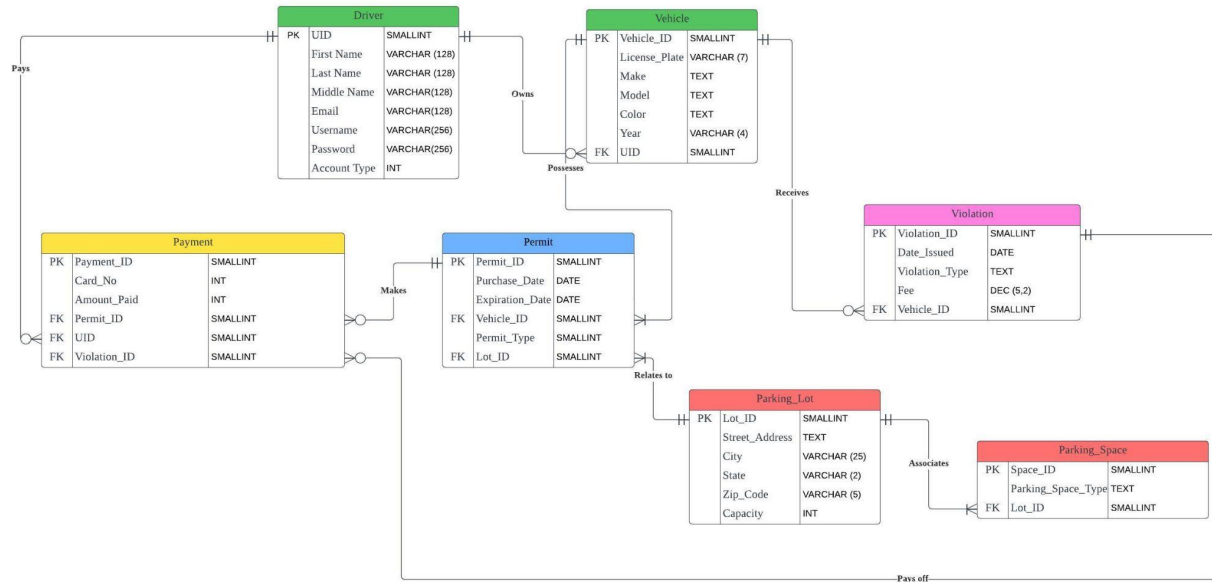 Driver
PK UID SMALLINT
First Name VARCHAR (128)
Last Name VARCHAR (128)
Middle Name VARCHAR(128)
Email VARCHAR(128)
Username VARCHAR(256)
Password VARCHAR(256)
Account Type INT
Vehicle
PK Vehicle_ID SMALLINT
License_Plate VARCHAR (7)
Make TEXT
Model TEXT
Color TEXT
Year VARCHAR (4)
FK UID SMALLINT
Pays
Owns
Possesses
Receives
Violation
PK Violation_ID SMALLINT
Date_Issued DATE
Violation_Type TEXT
Fee DEC (5,2)
FK Vehicle_ID SMALLINT
Payment
PK Payment_ID SMALLINT
Card_No INT
Amount_Paid INT
FK Permit_ID SMALLINT
FK UID SMALLINT
FK Violation_ID SMALLINT
Makes
Permit
PK Permit_ID SMALLINT
Purchase_Date DATE
Expiration_Date DATE
FK Vehicle_ID SMALLINT
Permit_Type SMALLINT
FK Lot_ID SMALLINT
Relates to
Parking_Lot
PK Lot_ID SMALLINT
Street_Address TEXT
City VARCHAR (25)
State VARCHAR (2)
Zip_Code VARCHAR (5)
Capacity INT
Associates
Parking_Space
PK Space_ID SMALLINT
Parking_Space_Type TEXT
FK Lot_ID SMALLINT
Pays off